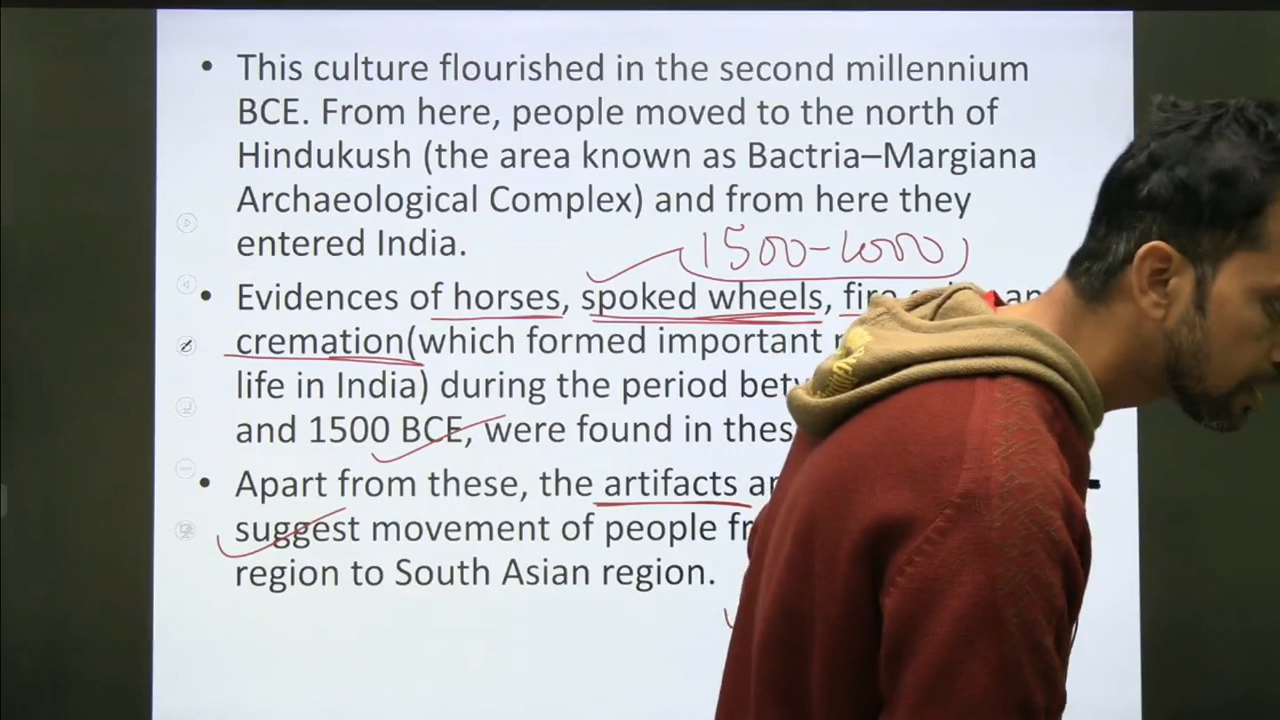 • This culture flourished in the second millennium
BCE. From here, people moved to the north of
Hindukush (the area known as Bactria–Margiana
Archaeological Complex) and from here they
entered India.
1500-1000
• Evidences of horses, spoked wheels,
cremation(which formed important
life in India) during the period
and 1500 BCE, were found in
• Apart from these, the artifacts
suggest movement of people
region to South Asian region.